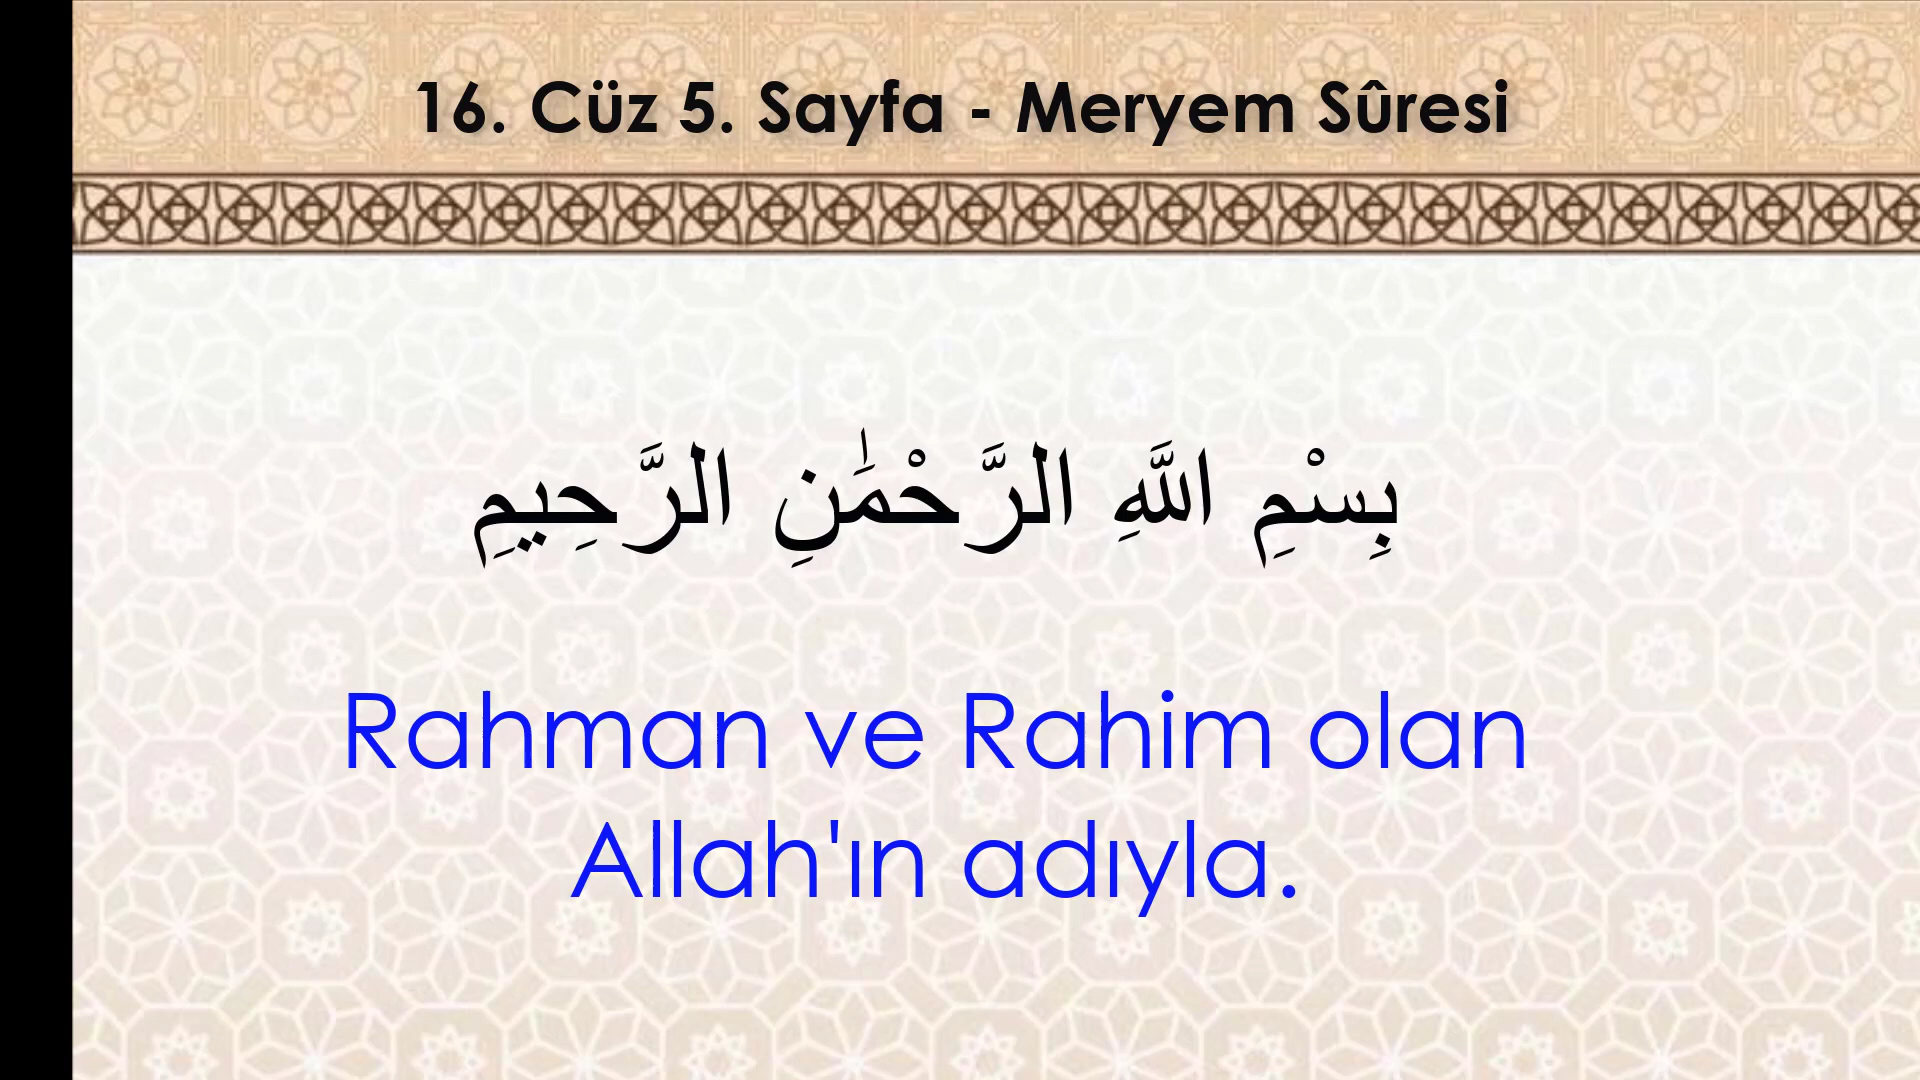 16. Cüz 5. Sayfa - Meryem Sûresi
بِسْمِ اللَّهِ الرَّحْمَٰنِ الرَّحِيمِ
Rahman ve Rahim olan
Allah'ın adıyla.